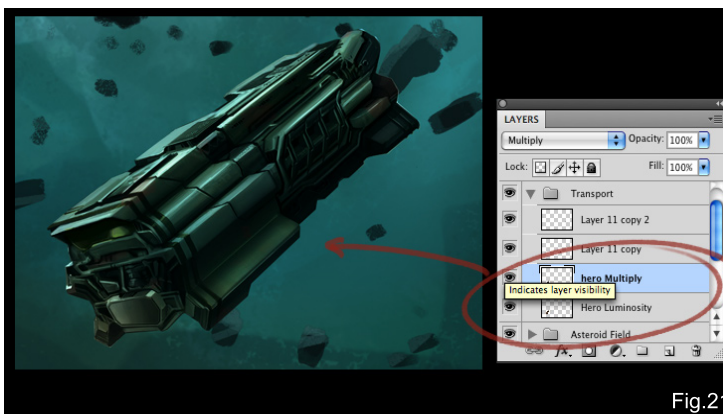 LAYERS
Multiply Opacity: 100%
Lock: Fill: 100%
Transport
Layer 11 copy 2
Layer 11 copy
hero Multiply
Indicates layer visibility
Hero Luminosity
Asteroid Field
fx.
Fig.21